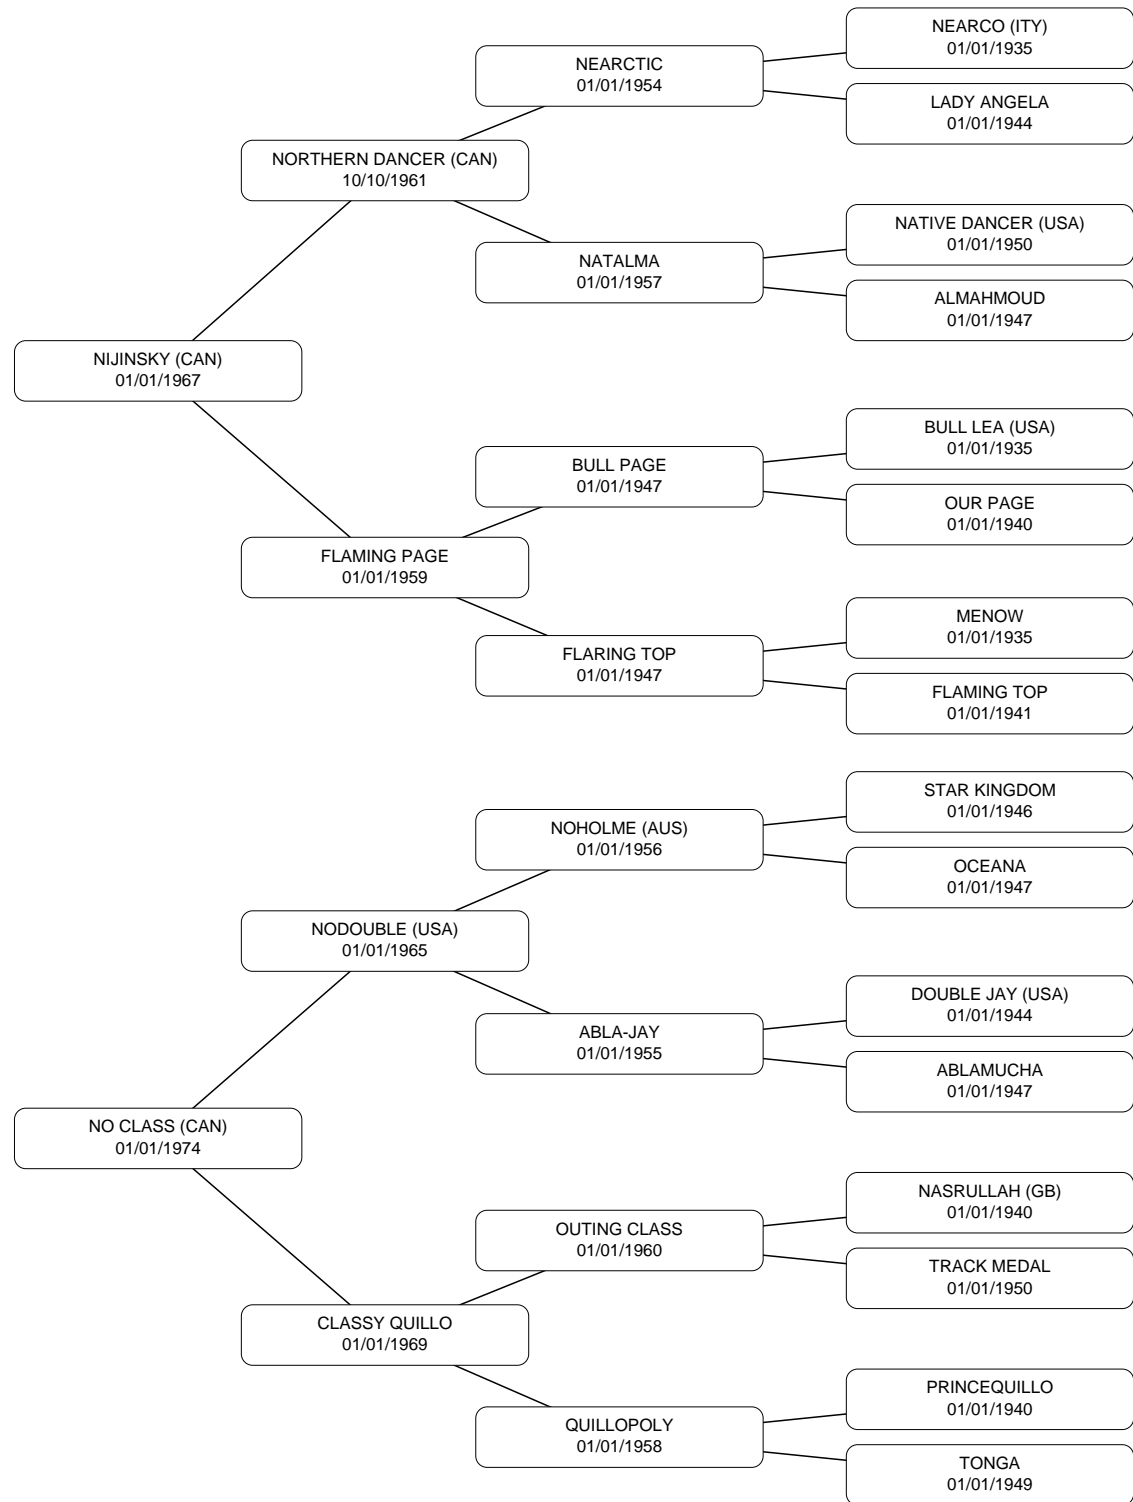 NEARCO (ITY)
01/01/1935
NEARCTIC
01/01/1954
LADY ANGELA
01/01/1944
NORTHERN DANCER (CAN)
10/10/1961
NATIVE DANCER (USA)
01/01/1950
NATALMA
01/01/1957
ALMAHMOUD
01/01/1947
NIJINSKY (CAN)
01/01/1967
BULL LEA (USA)
01/01/1935
BULL PAGE
01/01/1947
OUR PAGE
01/01/1940
FLAMING PAGE
01/01/1959
MENOW
01/01/1935
FLARING TOP
01/01/1947
FLAMING TOP
01/01/1941
STAR KINGDOM
01/01/1946
NOHOLME (AUS)
01/01/1956
OCEANA
01/01/1947
NODOUBLE (USA)
01/01/1965
DOUBLE JAY (USA)
01/01/1944
ABLA-JAY
01/01/1955
ABLAMUCHA
01/01/1947
NO CLASS (CAN)
01/01/1974
NASRULLAH (GB)
01/01/1940
OUTING CLASS
01/01/1960
TRACK MEDAL
01/01/1950
CLASSY QUILLO
01/01/1969
PRINCEQUILLO
01/01/1940
QUILLOPOLY
01/01/1958
TONGA
01/01/1949